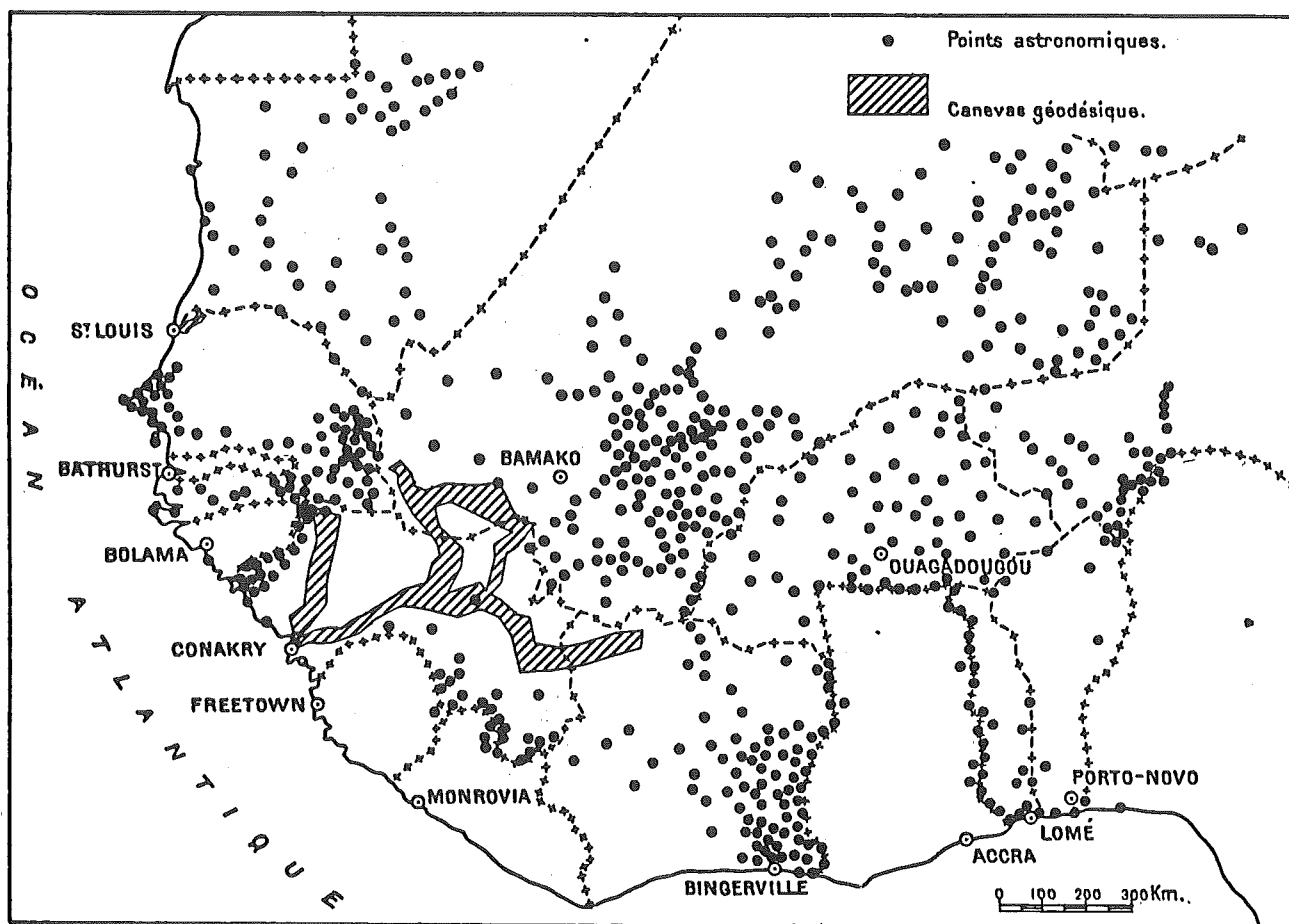 Points astronomiques.
Canevas géodésique.
OCÉAN
ATLANTIQUE
ST LOUIS
BATHURST
BAMAKO
BOLAMA
OUAGADOUGOU
CONAKRY
FREETOWN
MONROVIA
PORTO-NOVO
LOMÉ
ACCRA
BINGERVILLE
0 100 200 300 Km.